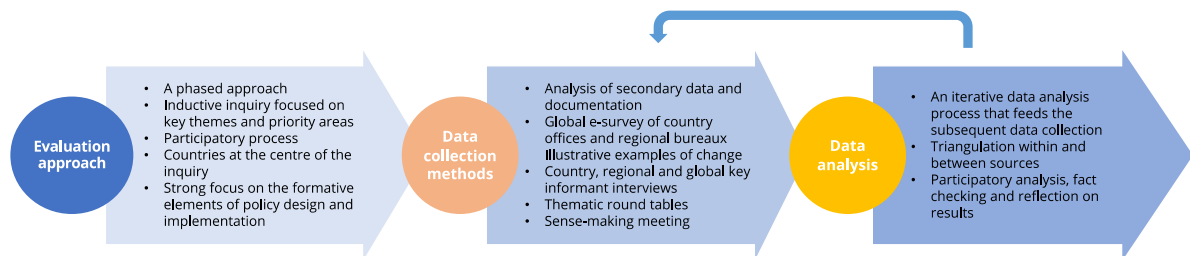 Evaluation
approach
• A phased approach
• Inductive inquiry focused on
key themes and priority areas
• Participatory process
• Countries at the centre of the
inquiry
• Strong focus on the formative
elements of policy design and
implementation
Data
collection
methods
• Analysis of secondary data and
documentation
• Global e-survey of country
offices and regional bureaux
Illustrative examples of change
• Country, regional and global key
informant interviews
• Thematic round tables
• Sense-making meeting
Data
analysis
• An iterative data analysis
process that feeds the
subsequent data collection
• Triangulation within and
between sources
• Participatory analysis, fact
checking and reflection on
results